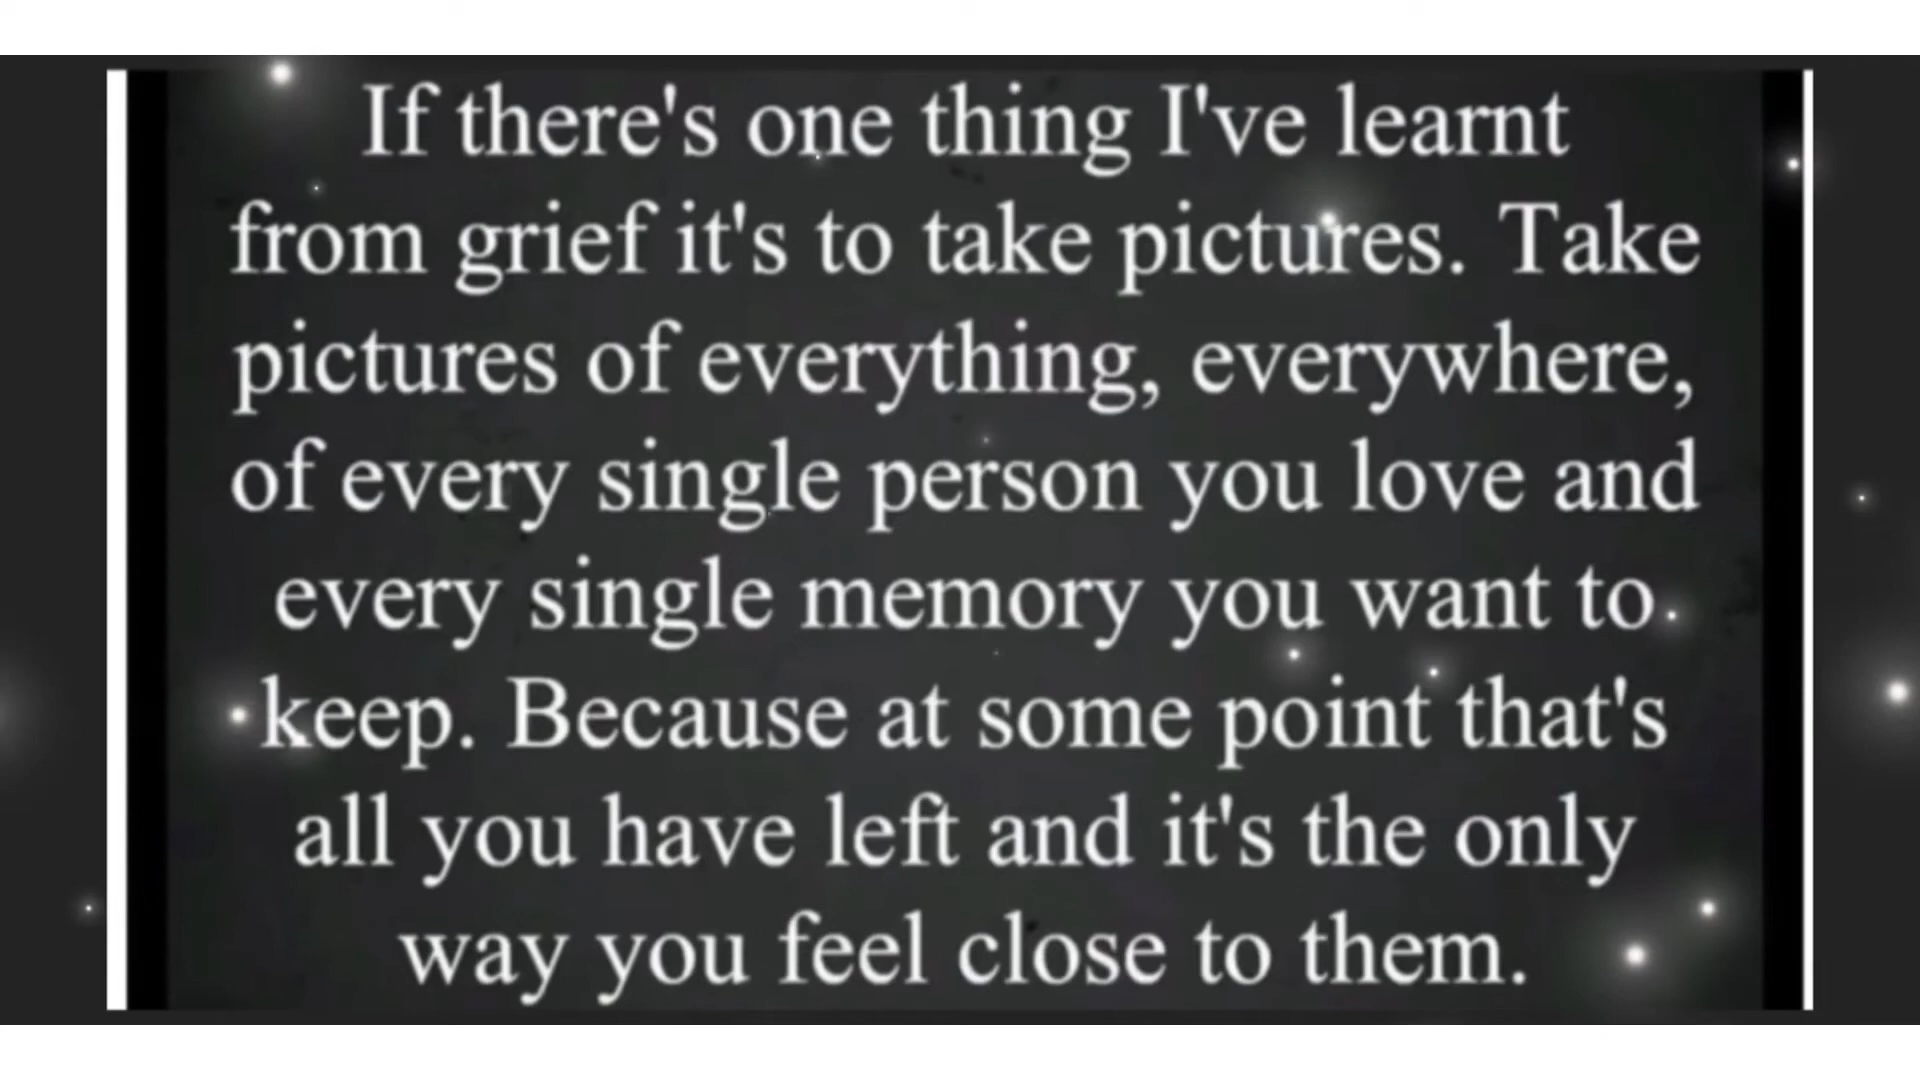 If there's one thing I've learnt
from grief it's to take pictures. Take
pictures of everything, everywhere,
of every single person you love and
every single memory you want to
keep. Because at some point that's
all you have left and it's the only
way you feel close to them.